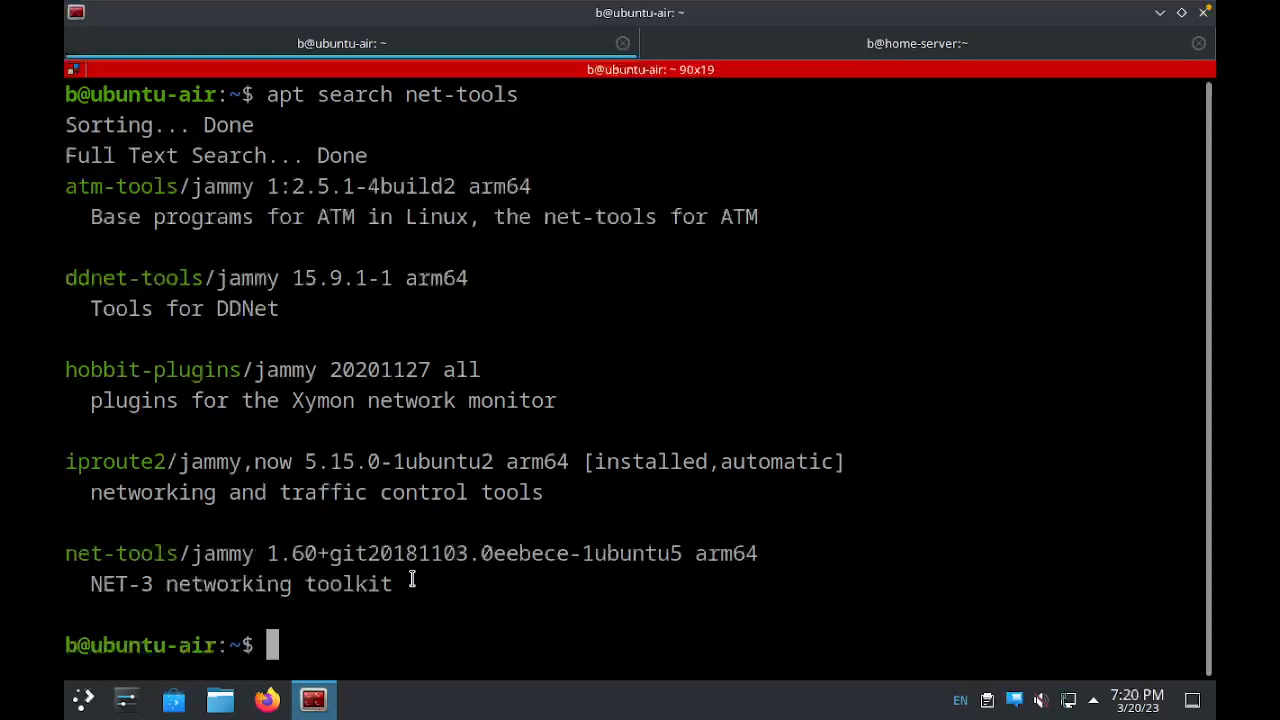 b@ubuntu-air: ~
b@ubuntu-air: ~
b@home-server:~
b@ubuntu-air: ~ 90x19
b@ubuntu-air:~$ apt search net-tools
Sorting... Done
Full Text Search... Done
atm-tools/jammy 1:2.5.1-4build2 arm64
Base programs for ATM in Linux, the net-tools for ATM
ddnet-tools/jammy 15.9.1-1 arm64
Tools for DDNet
hobbit-plugins/jammy 20201127 all
plugins for the Xymon network monitor
iproute2/jammy,now 5.15.0-1ubuntu2 arm64 [installed,automatic]
networking and traffic control tools
net-tools/jammy 1.60+git20181103.0eebece-1ubuntu5 arm64
NET-3 networking toolkit
b@ubuntu-air:~$
EN
7:20 PM
3/20/23